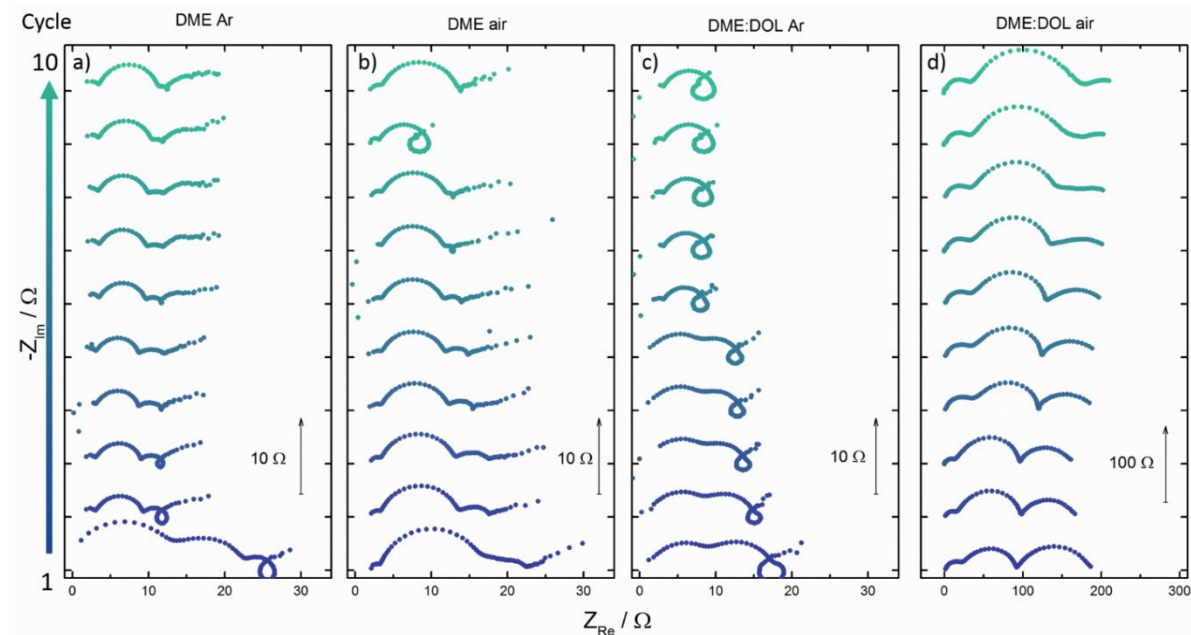 Cycle
DME Ar
DME air
DME:DOL Ar
DME:DOL air
10
a)
b)
c)
d)
-Z_Im / Ω
10 Ω
10 Ω
10 Ω
100 Ω
1
0 10 20 30
0 10 20 30
0 10 20 30
0 100 200 300
Z_Re / Ω